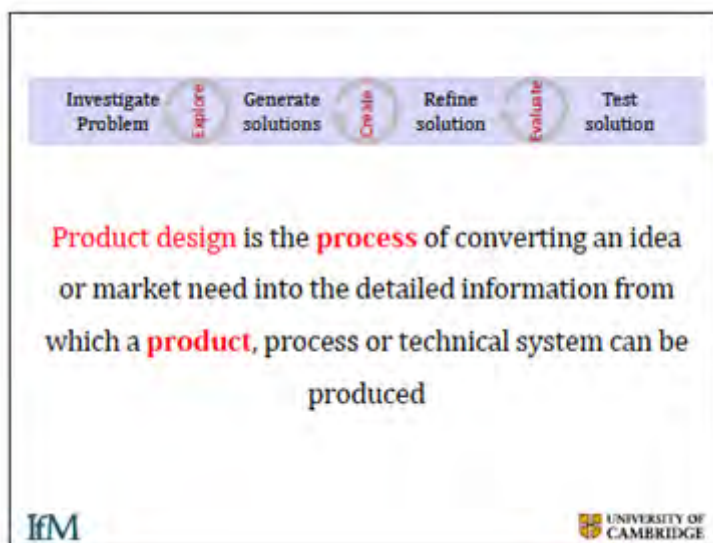 Investigate Problem
Explore
Generate solutions
Create
Refine solution
Evaluate
Test solution
Product design is the process of converting an idea
or market need into the detailed information from
which a product, process or technical system can be
produced
IfM
UNIVERSITY OF
CAMBRIDGE